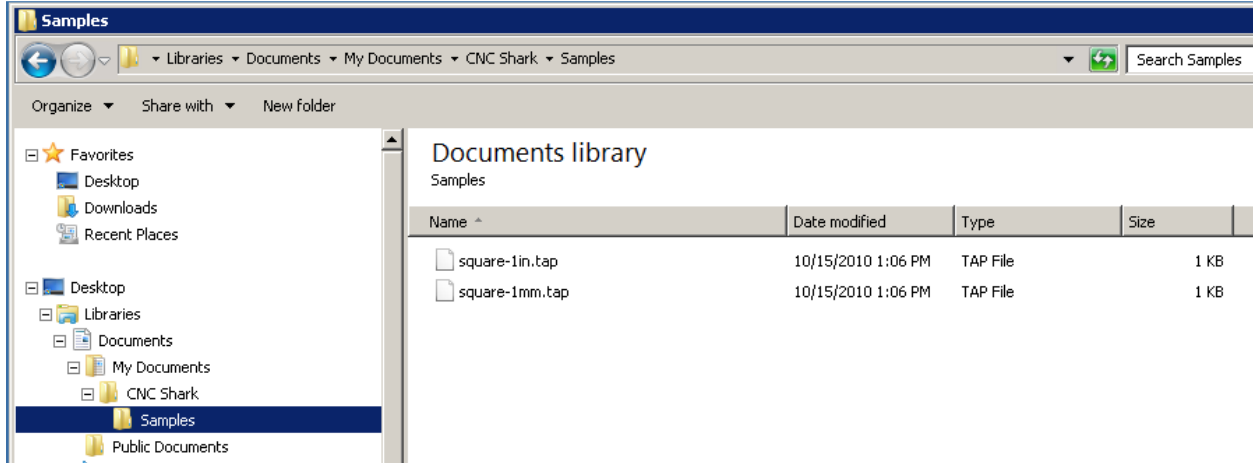 Samples
Libraries Documents My Documents CNC Shark Samples Search Samples
Organize Share with New folder
Favorites
Desktop
Downloads
Recent Places
Desktop
Libraries
Documents
My Documents
CNC Shark
Samples
Public Documents
Documents library
Samples
Name Date modified Type Size
square-1in.tap 10/15/2010 1:06 PM TAP File 1 KB
square-1mm.tap 10/15/2010 1:06 PM TAP File 1 KB